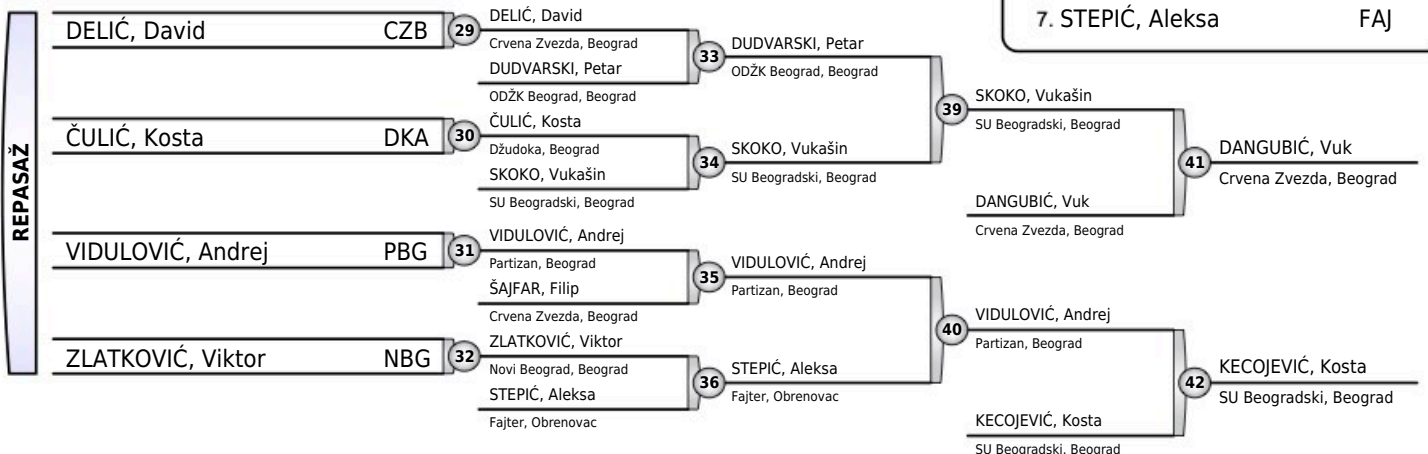 7. STEPIĆ, Aleksa FAJ
REPASAŽ
DELIĆ, David CZB
29
DELIĆ, David
Crvena Zvezda, Beograd
DUDVARSKI, Petar
ODŽK Beograd, Beograd
33
DUDVARSKI, Petar
ODŽK Beograd, Beograd
ČULIĆ, Kosta DKA
30
ČULIĆ, Kosta
Džudoka, Beograd
SKOKO, Vukašin
SU Beogradski, Beograd
34
SKOKO, Vukašin
SU Beogradski, Beograd
39
SKOKO, Vukašin
SU Beogradski, Beograd
DANGUBIĆ, Vuk
Crvena Zvezda, Beograd
41
DANGUBIĆ, Vuk
Crvena Zvezda, Beograd
VIDULOVIĆ, Andrej PBG
31
VIDULOVIĆ, Andrej
Partizan, Beograd
ŠAJFAR, Filip
Crvena Zvezda, Beograd
35
VIDULOVIĆ, Andrej
Partizan, Beograd
ZLATKOVIĆ, Viktor NBG
32
ZLATKOVIĆ, Viktor
Novi Beograd, Beograd
STEPIĆ, Aleksa
Fajter, Obrenovac
36
STEPIĆ, Aleksa
Fajter, Obrenovac
40
VIDULOVIĆ, Andrej
Partizan, Beograd
KECOJEVIĆ, Kosta
SU Beogradski, Beograd
42
KECOJEVIĆ, Kosta
SU Beogradski, Beograd